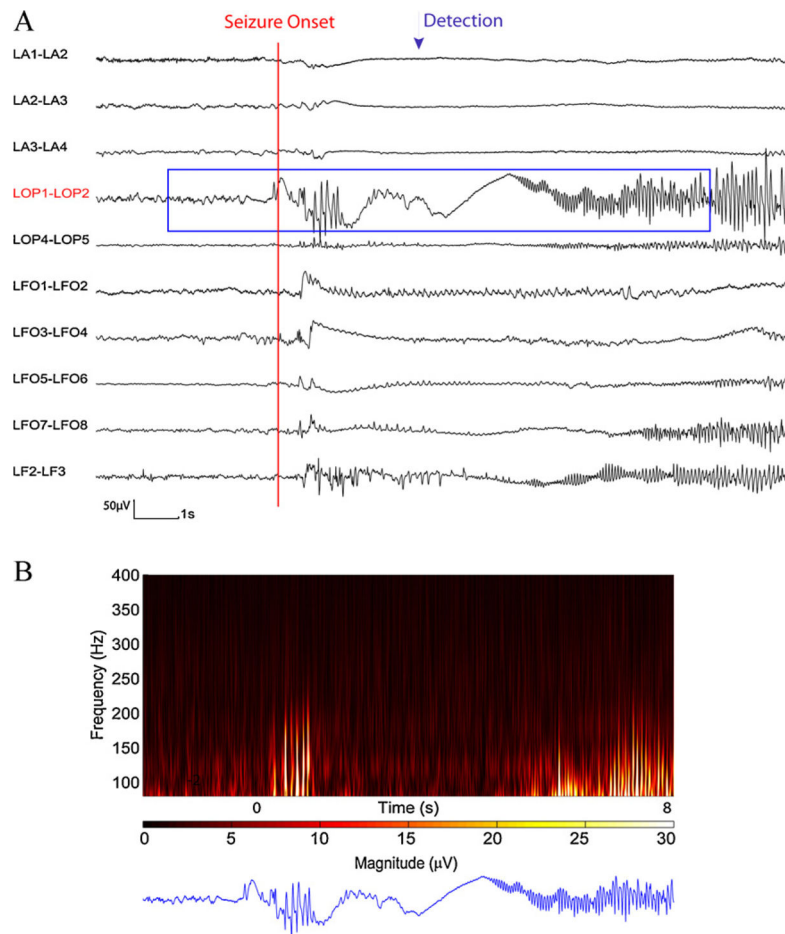 A
Seizure Onset
Detection
LA1-LA2
LA2-LA3
LA3-LA4
LOP1-LOP2
LOP4-LOP5
LFO1-LFO2
LFO3-LFO4
LFO5-LFO6
LFO7-LFO8
LF2-LF3
50μV
1s
B
400
350
300
250
200
150
100
Frequency (Hz)
-2
0
Time (s)
8
0
5
10
15
20
25
30
Magnitude (μV)